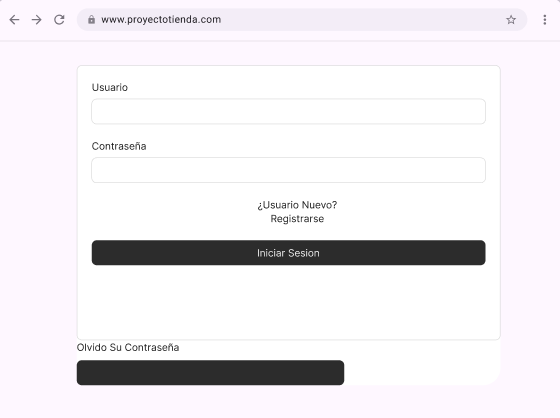 www.proyectotienda.com
Usuario
Contraseña
¿Usuario Nuevo?
Registrarse
Iniciar Sesion
Olvido Su Contraseña